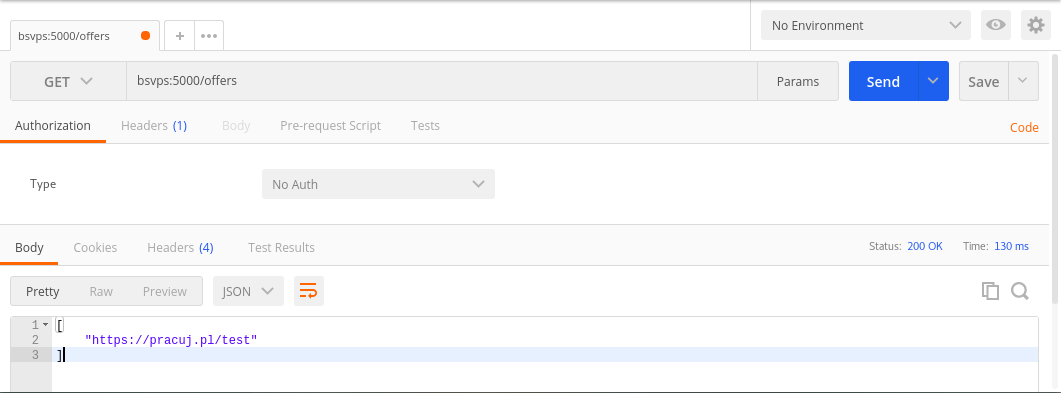 bsvps:5000/offers
No Environment
GET bsvps:5000/offers Params Send Save
Authorization Headers (1) Body Pre-request Script Tests Code
Type No Auth
Body Cookies Headers (4) Test Results Status: 200 OK Time: 130 ms
Pretty Raw Preview JSON
1 [
2 "https://pracuj.pl/test"
3 ]